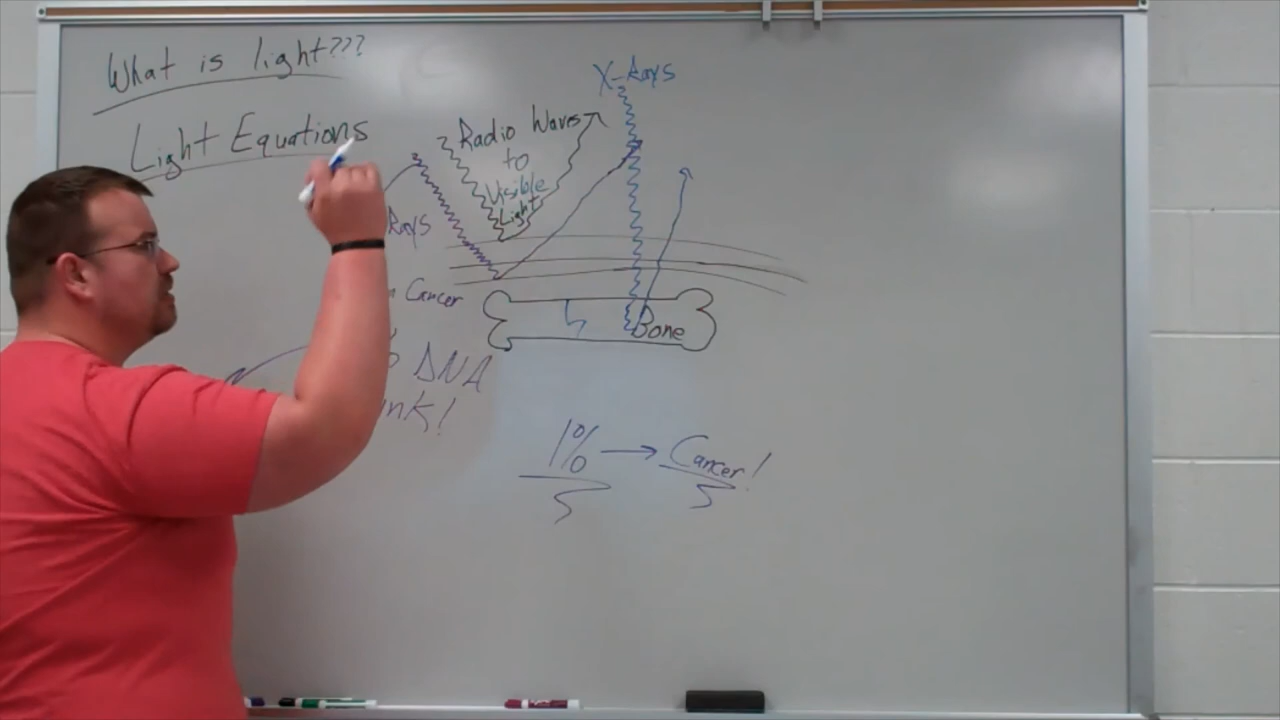 What is light???
Light Equations
X-Rays
Radio Waves
to
Visible
Light
Rays
Cancer
Bone
DNA
1% → Cancer!